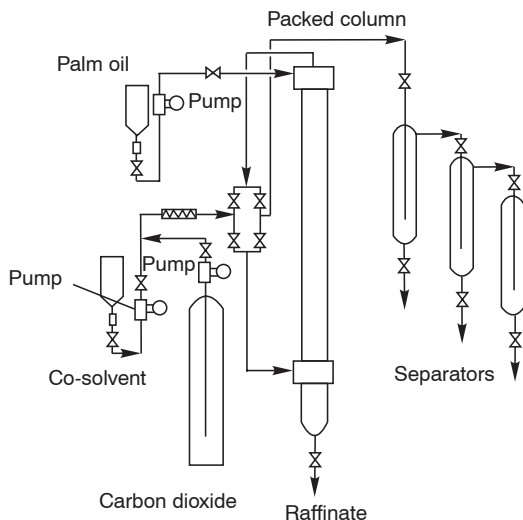 Packed column
Palm oil
Pump
Pump
Pump
Co-solvent
Separators
Carbon dioxide
Raffinate